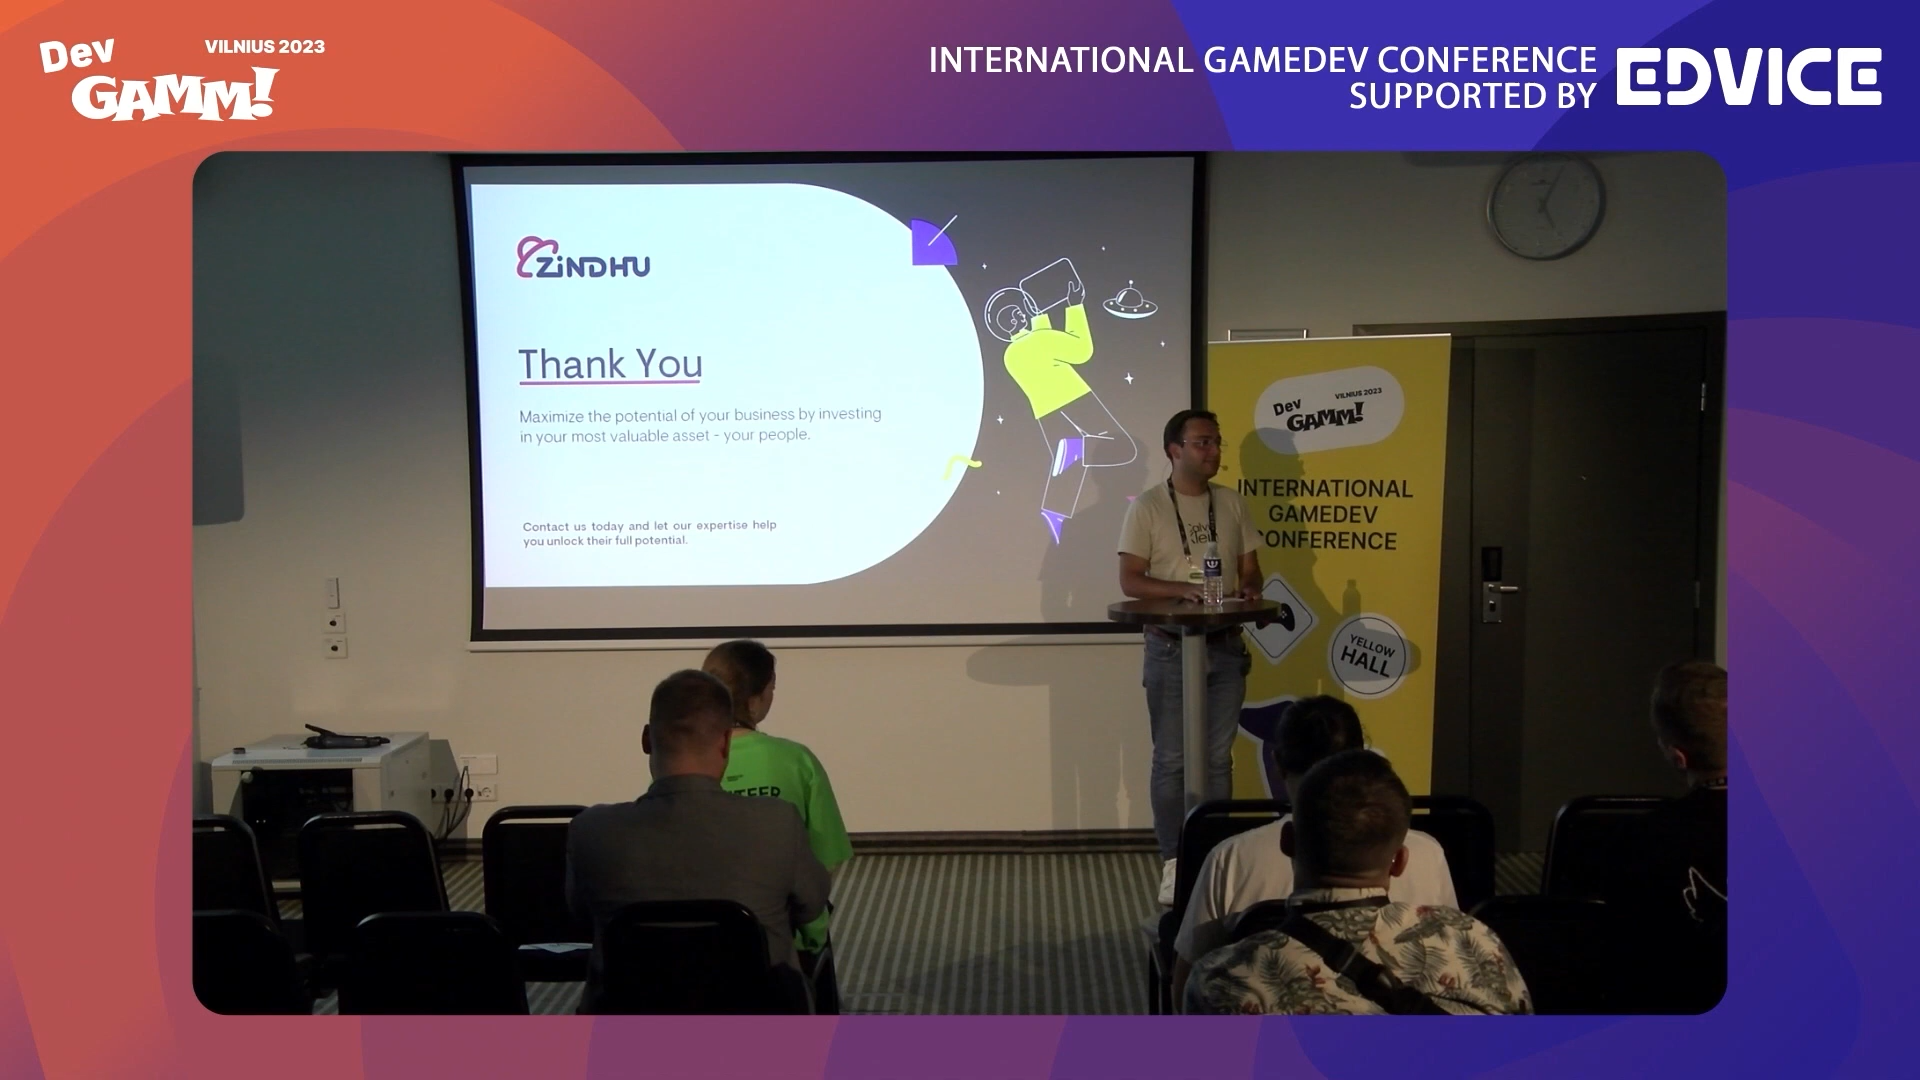 Dev
GAMM!
VILNIUS 2023
INTERNATIONAL GAMEDEV CONFERENCE
SUPPORTED BY
EDVICE
ZINDHU
Thank You
Maximize the potential of your business by investing
in your most valuable asset - your people.
Contact us today and let our expertise help
you unlock their full potential.
Dev
GAMM!
VILNIUS 2023
INTERNATIONAL
GAMEDEV
CONFERENCE
YELLOW
HALL